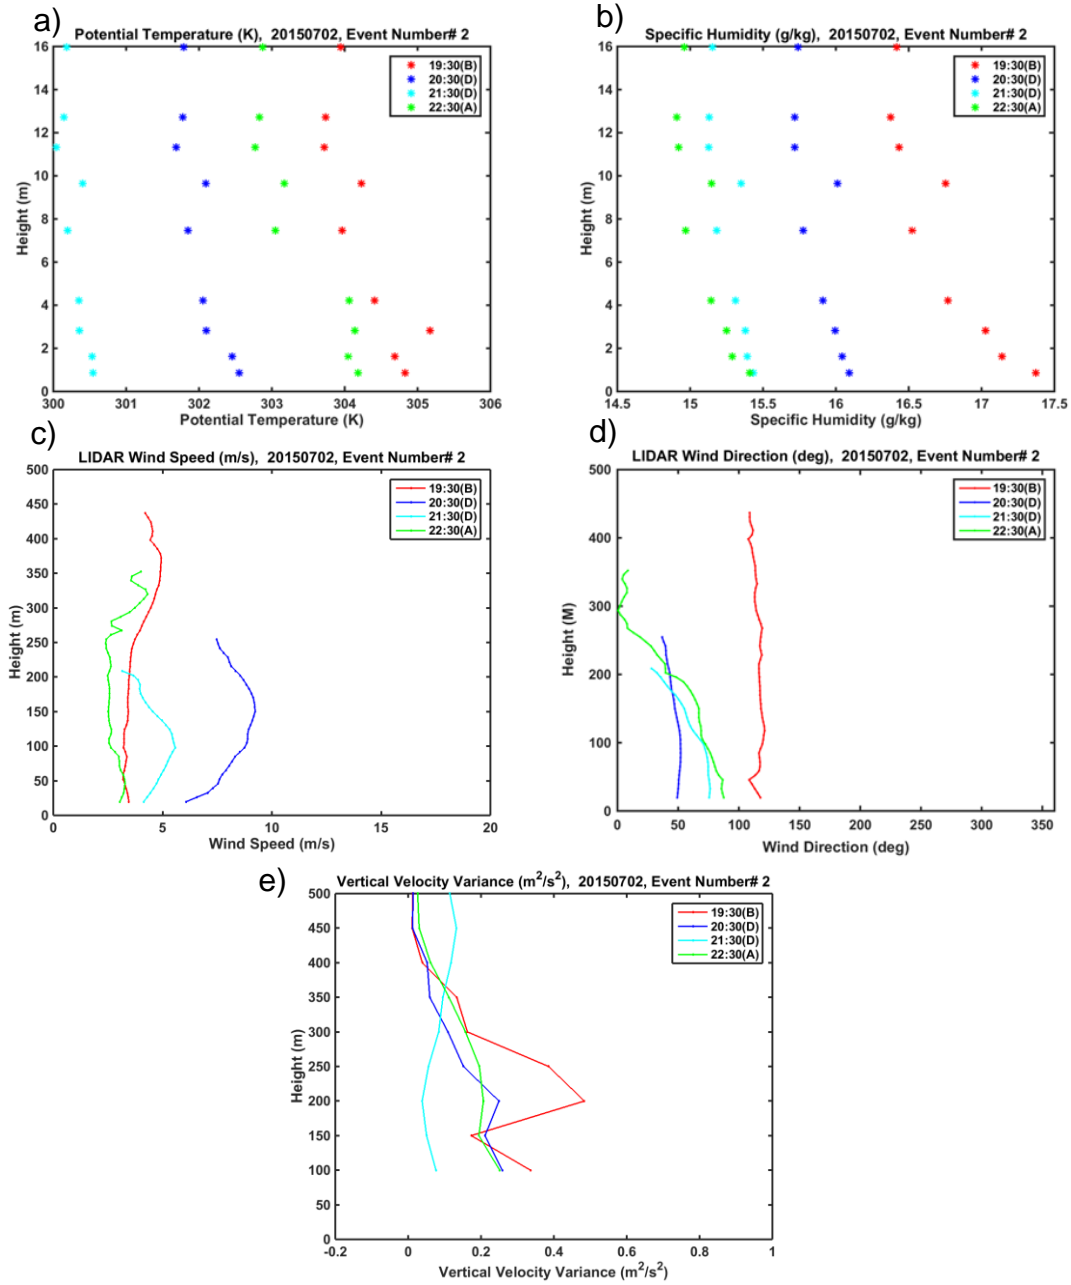 a)
Potential Temperature (K),  20150702, Event Number# 2
16
14
12
10
8
6
4
2
0
Height (m)
19:30(B)
20:30(D)
21:30(D)
22:30(A)
300 301 302 303 304 305 306
Potential Temperature (K)
b)
Specific Humidity (g/kg),  20150702, Event Number# 2
16
14
12
10
8
6
4
2
0
Height (m)
19:30(B)
20:30(D)
21:30(D)
22:30(A)
14.5 15 15.5 16 16.5 17 17.5
Specific Humidity (g/kg)
c)
LIDAR Wind Speed (m/s),  20150702, Event Number# 2
500
450
400
350
300
250
200
150
100
50
0
Height (m)
19:30(B)
20:30(D)
21:30(D)
22:30(A)
0 5 10 15 20
Wind Speed (m/s)
d)
LIDAR Wind Direction (deg),  20150702, Event Number# 2
500
400
300
200
100
0
Height (M)
19:30(B)
20:30(D)
21:30(D)
22:30(A)
0 50 100 150 200 250 300 350
Wind Direction (deg)
e)
Vertical Velocity Variance (m²/s²),  20150702, Event Number# 2
500
450
400
350
300
250
200
150
100
50
0
Height (m)
19:30(B)
20:30(D)
21:30(D)
22:30(A)
-0.2 0 0.2 0.4 0.6 0.8 1
Vertical Velocity Variance (m²/s²)